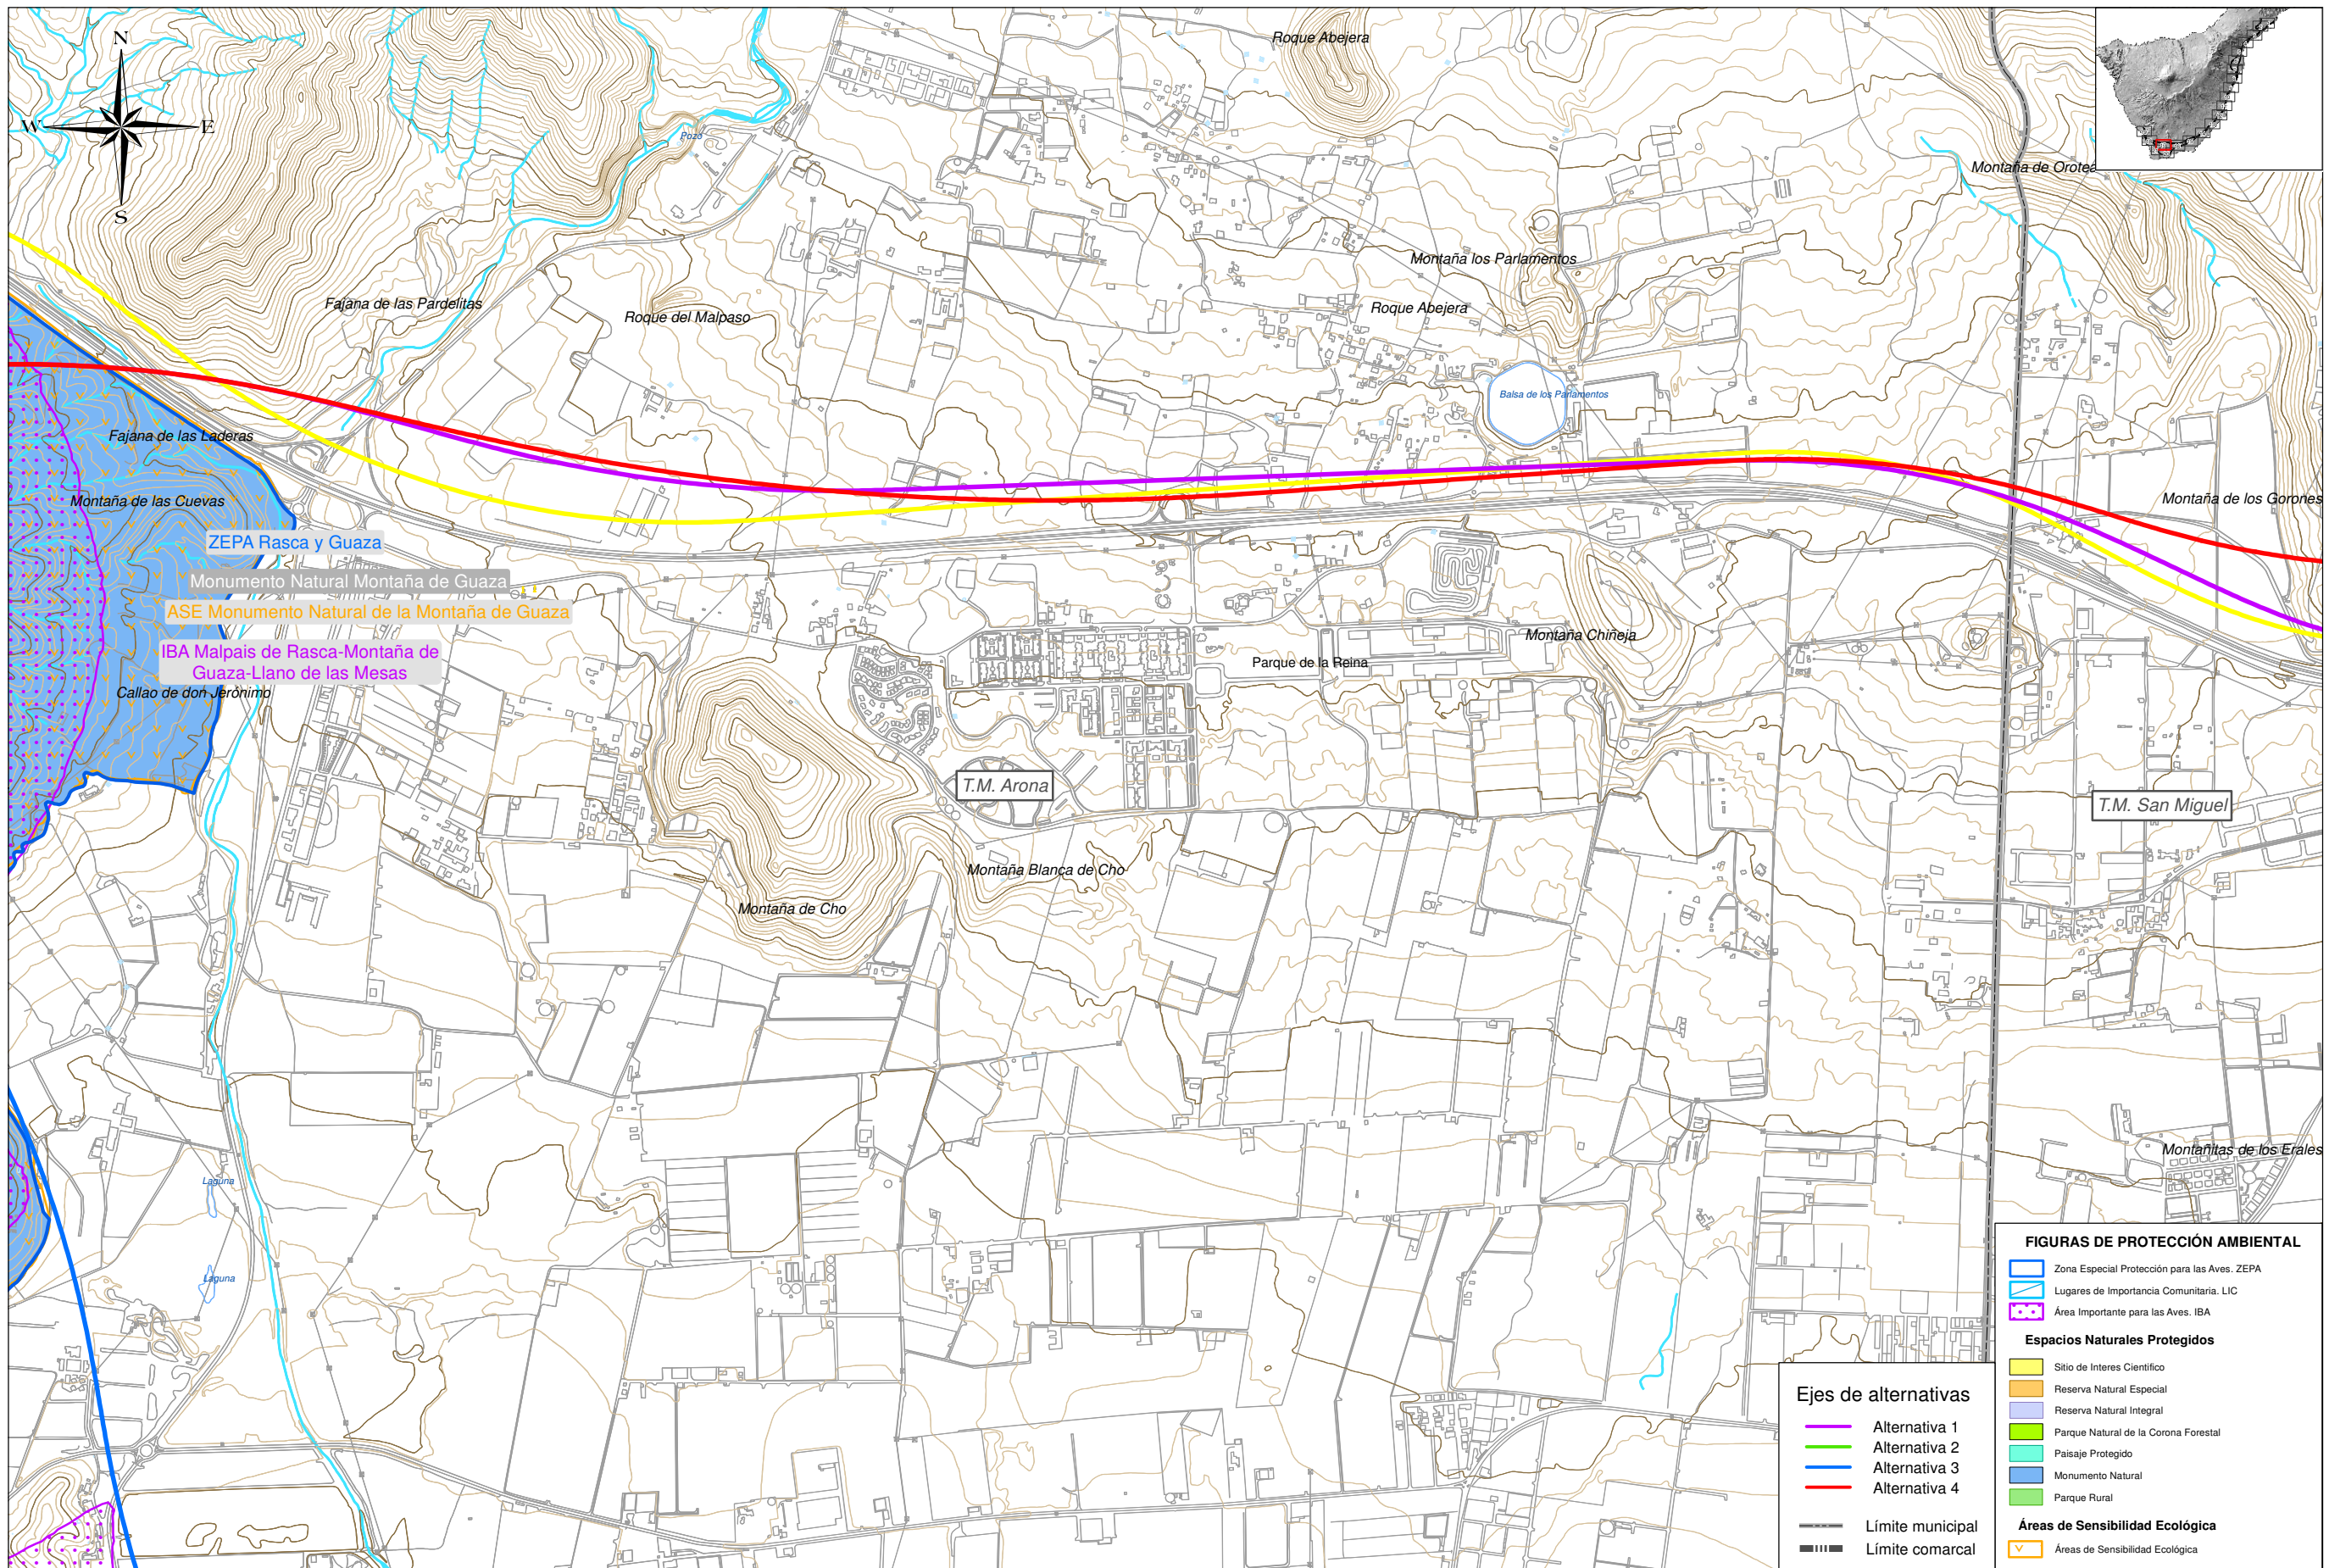 N
W
E
S
Roque Abejera
Pozo
Montaña de Orotea
Montaña los Parlamentos
Fajana de las Pardelitas
Roque del Malpaso
Roque Abejera
Balsa de los Parlamentos
Fajana de las Laderas
Montaña de las Cuevas
Montaña de los Gorones
ZEPA Rasca y Guaza
Monumento Natural Montaña de Guaza
ASE Monumento Natural de la Montaña de Guaza
IBA Malpais de Rasca-Montaña de
Guaza-Llano de las Mesas
Callao de don Jerónimo
Montaña Chiñeja
Parque de la Reina
T.M. Arona
T.M. San Miguel
Montaña Blanca de Cho
Montaña de Cho
Montañitas de los Erales
Laguna
Laguna
Ejes de alternativas
Alternativa 1
Alternativa 2
Alternativa 3
Alternativa 4
Límite municipal
Límite comarcal
FIGURAS DE PROTECCIÓN AMBIENTAL
Zona Especial Protección para las Aves. ZEPA
Lugares de Importancia Comunitaria. LIC
Área Importante para las Aves. IBA
Espacios Naturales Protegidos
Sitio de Interes Cientifico
Reserva Natural Especial
Reserva Natural Integral
Parque Natural de la Corona Forestal
Paisaje Protegido
Monumento Natural
Parque Rural
Áreas de Sensibilidad Ecológica
Áreas de Sensibilidad Ecológica